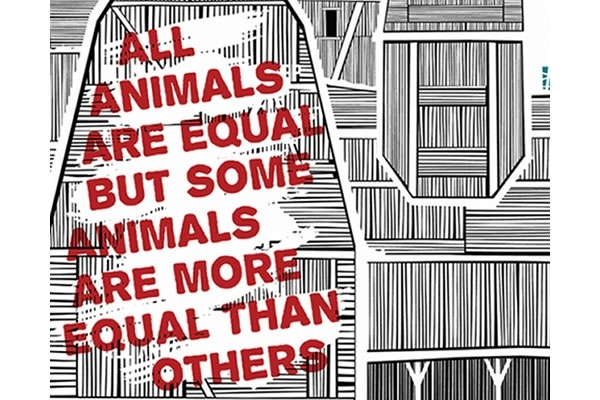 ALL
ANIMALS
ARE EQUAL
BUT SOME
ANIMALS
ARE MORE
EQUAL THAN
OTHERS